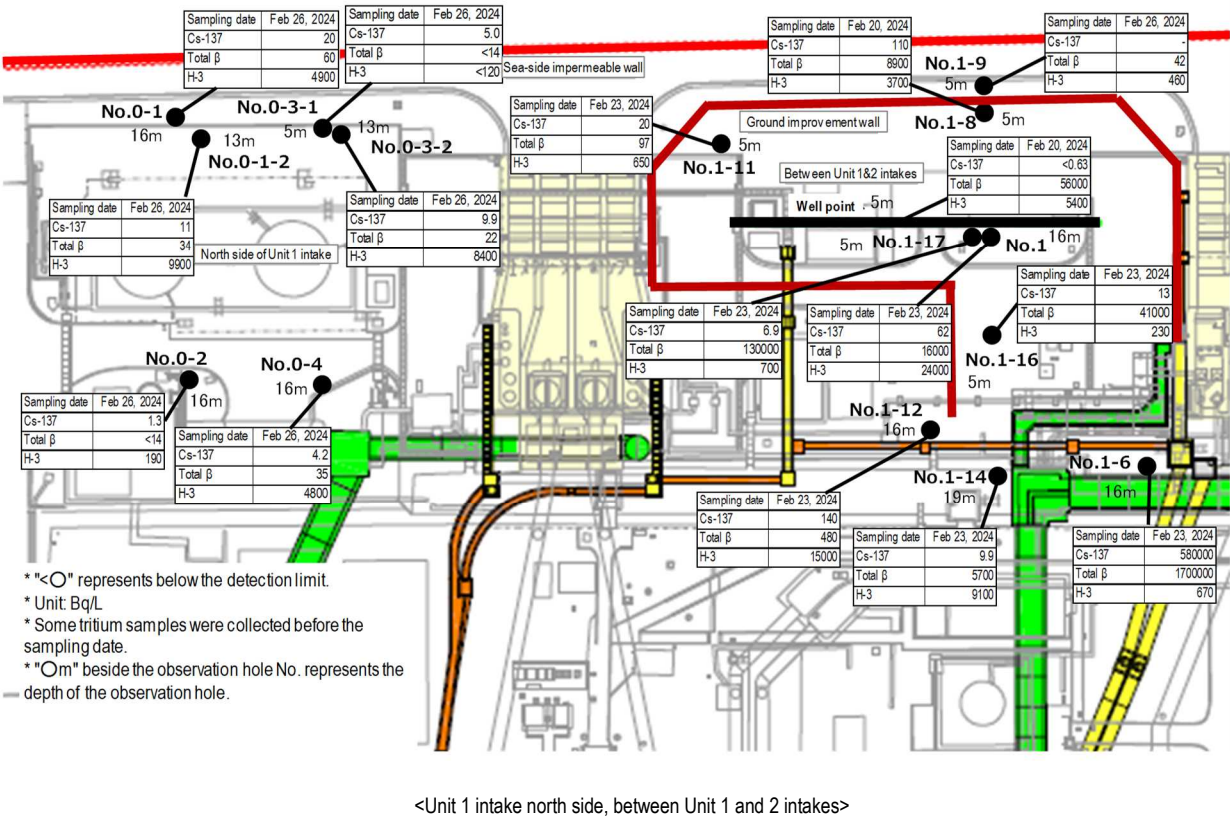 Sampling date Feb 26, 2024
Cs-137 20
Total β 60
H-3 4900
Sampling date Feb 26, 2024
Cs-137 5.0
Total β <14
H-3 <120
Sea-side impermeable wall
Sampling date Feb 20, 2024
Cs-137 110
Total β 8900
H-3 3700
Sampling date Feb 26, 2024
Cs-137 -
Total β 42
H-3 460
No.0-1
16m
No.0-3-1
5m
13m
No.0-1-2
13m
No.0-3-2
Sampling date Feb 23, 2024
Cs-137 20
Total β 97
H-3 650
5m
No.1-11
No.1-9
5m
No.1-8
5m
Ground improvement wall
Between Unit 1&2 intakes
Sampling date Feb 20, 2024
Cs-137 <0.63
Total β 56000
H-3 5400
Well point
5m
Sampling date Feb 26, 2024
Cs-137 11
Total β 34
H-3 9900
North side of Unit 1 intake
Sampling date Feb 26, 2024
Cs-137 9.9
Total β 22
H-3 8400
5m
No.1-17
No.1
16m
Sampling date Feb 23, 2024
Cs-137 13
Total β 41000
H-3 230
Sampling date Feb 23, 2024
Cs-137 6.9
Total β 130000
H-3 700
Sampling date Feb 23, 2024
Cs-137 62
Total β 16000
H-3 24000
No.1-16
5m
No.0-2
16m
No.0-4
16m
Sampling date Feb 26, 2024
Cs-137 1.3
Total β <14
H-3 190
Sampling date Feb 26, 2024
Cs-137 4.2
Total β 35
H-3 4800
No.1-12
16m
No.1-14
19m
No.1-6
16m
Sampling date Feb 23, 2024
Cs-137 140
Total β 480
H-3 15000
Sampling date Feb 23, 2024
Cs-137 9.9
Total β 5700
H-3 9100
Sampling date Feb 23, 2024
Cs-137 580000
Total β 1700000
H-3 670
* "<○" represents below the detection limit.
* Unit: Bq/L
* Some tritium samples were collected before the
sampling date.
* "○m" beside the observation hole No. represents the
depth of the observation hole.
<Unit 1 intake north side, between Unit 1 and 2 intakes>